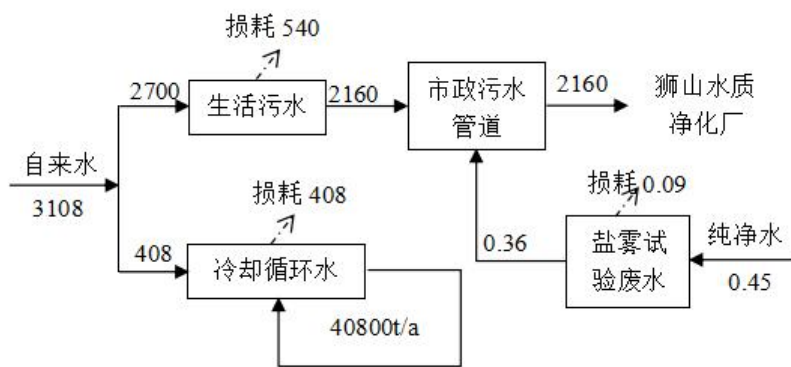 损耗 540
2700
生活污水
2160
市政污水
管道
2160
狮山水质
净化厂
自来水
3108
损耗 408
408
冷却循环水
40800t/a
0.36
损耗 0.09
盐雾试
验废水
纯净水
0.45